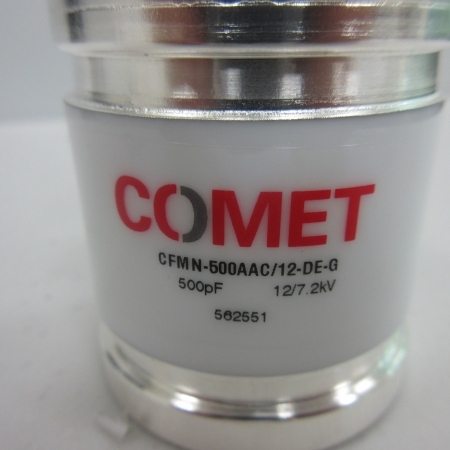 COMET
CFMN-500AAC/12-DE-G
500pF 12/7.2kV
562551